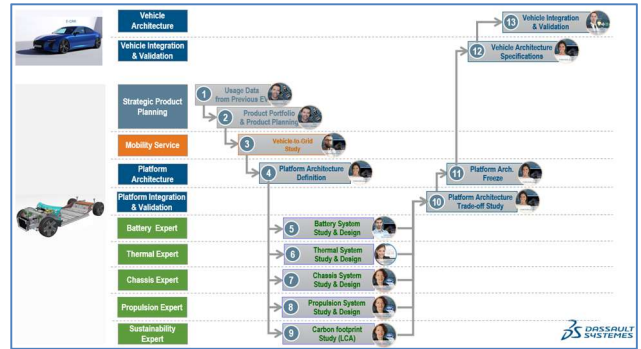 Vehicle
Architecture
13
Vehicle Integration
& Validation
Vehicle Integration
& Validation
12
Vehicle Architecture
Specifications
Strategic Product
Planning
1
Usage Data
from Previous EV
2
Product Portfolio
& Product Planning
Mobility Service
3
Vehicle in Grid
Study
Platform
Architecture
4
Platform Architecture
Definition
11
Platform Arch.
Freeze
Platform Integration
& Validation
10
Platform Architecture
Trade-off Study
Battery Expert
5
Battery System
Study & Design
Thermal Expert
6
Thermal System
Study & Design
Chassis Expert
7
Chassis System
Study & Design
Propulsion Expert
8
Propulsion System
Study & Design
Sustainability
Expert
9
Carbon footprint
Study (LCA)
3DS DASSAULT
SYSTEMES